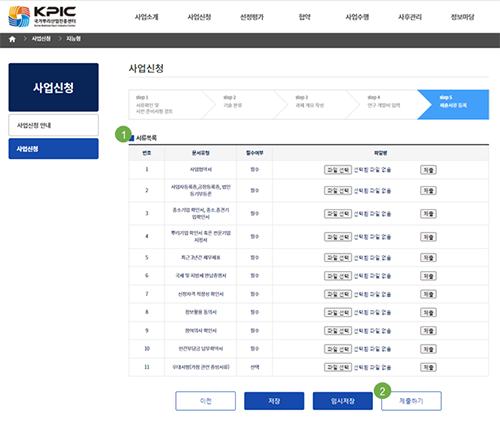 KPIC
국가뿌리산업진흥센터
사업소개 사업신청 선정평가 협약 사업수행 사후관리 정보마당
사업신청 지능형
사업신청
사업신청 안내
사업신청
사업신청
step 1
step 2
기술 분류
step 3
과제 개요 작성
step 4
연구 개발비 입력
step 5
제출서류 등록
1
서류목록
번호 문서유형 필수여부 파일명
1 사업계약서 필수 파일 선택 선택된 파일 없음 제출
2 사업자등록증, 공장등록증, 법인
등기부등본 필수 파일 선택 선택된 파일 없음 제출
3 중소기업 확인서, 중소.중견기
업확인서 필수 파일 선택 선택된 파일 없음 제출
4 뿌리기업 확인서 혹은 전문기업
지정서 필수 파일 선택 선택된 파일 없음 제출
5 최근 3년간 재무제표 필수 파일 선택 선택된 파일 없음 제출
6 국세 및 지방세 완납증명서 필수 파일 선택 선택된 파일 없음 제출
7 신청자격 적정성 확인서 필수 파일 선택 선택된 파일 없음 제출
8 정보활용 동의서 필수 파일 선택 선택된 파일 없음 제출
9 참여의사 확인서 필수 파일 선택 선택된 파일 없음 제출
10 민간부담금 납부확약서 필수 파일 선택 선택된 파일 없음 제출
11 우대사항(가점 관련 증빙서류) 선택 파일 선택 선택된 파일 없음 제출
2
이전 저장 임시저장 제출하기